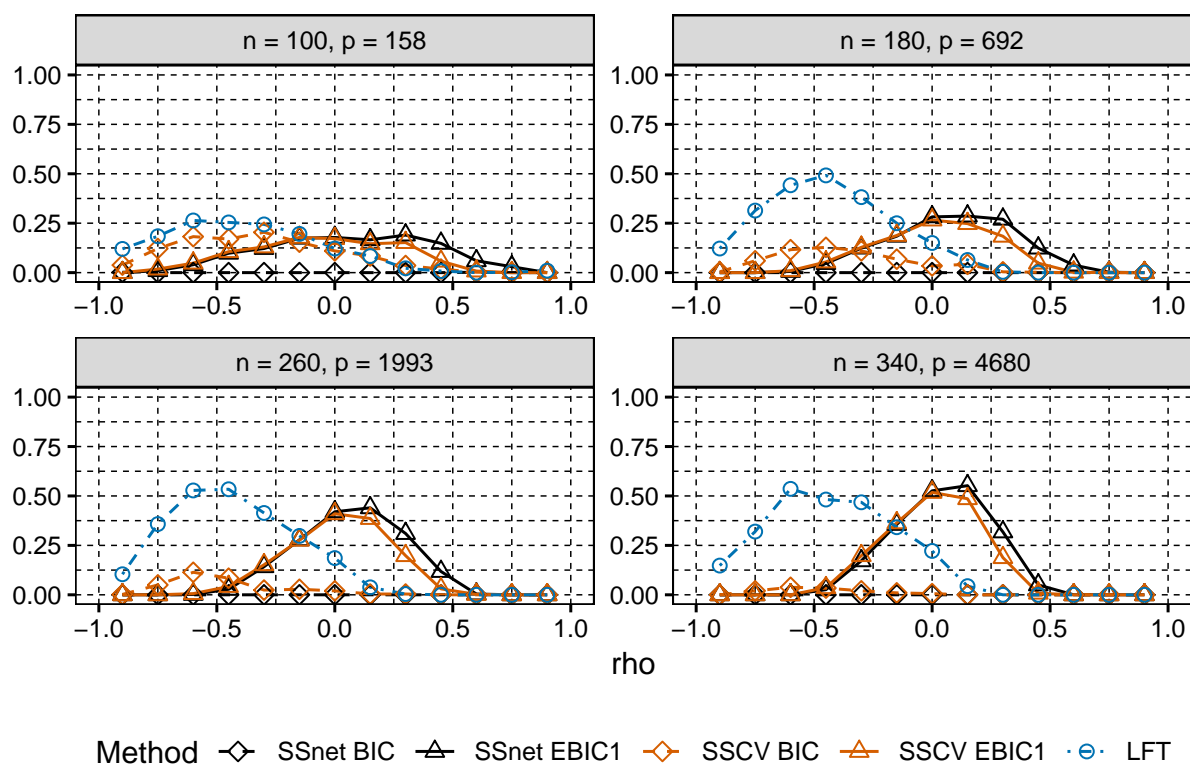 n = 100, p = 158
n = 180, p = 692
1.00
0.75
0.50
0.25
0.00
−1.0 −0.5 0.0 0.5 1.0
1.00
0.75
0.50
0.25
0.00
−1.0 −0.5 0.0 0.5 1.0
n = 260, p = 1993
n = 340, p = 4680
1.00
0.75
0.50
0.25
0.00
−1.0 −0.5 0.0 0.5 1.0
1.00
0.75
0.50
0.25
0.00
−1.0 −0.5 0.0 0.5 1.0
rho
Method SSnet BIC SSnet EBIC1 SSCV BIC SSCV EBIC1 LFT